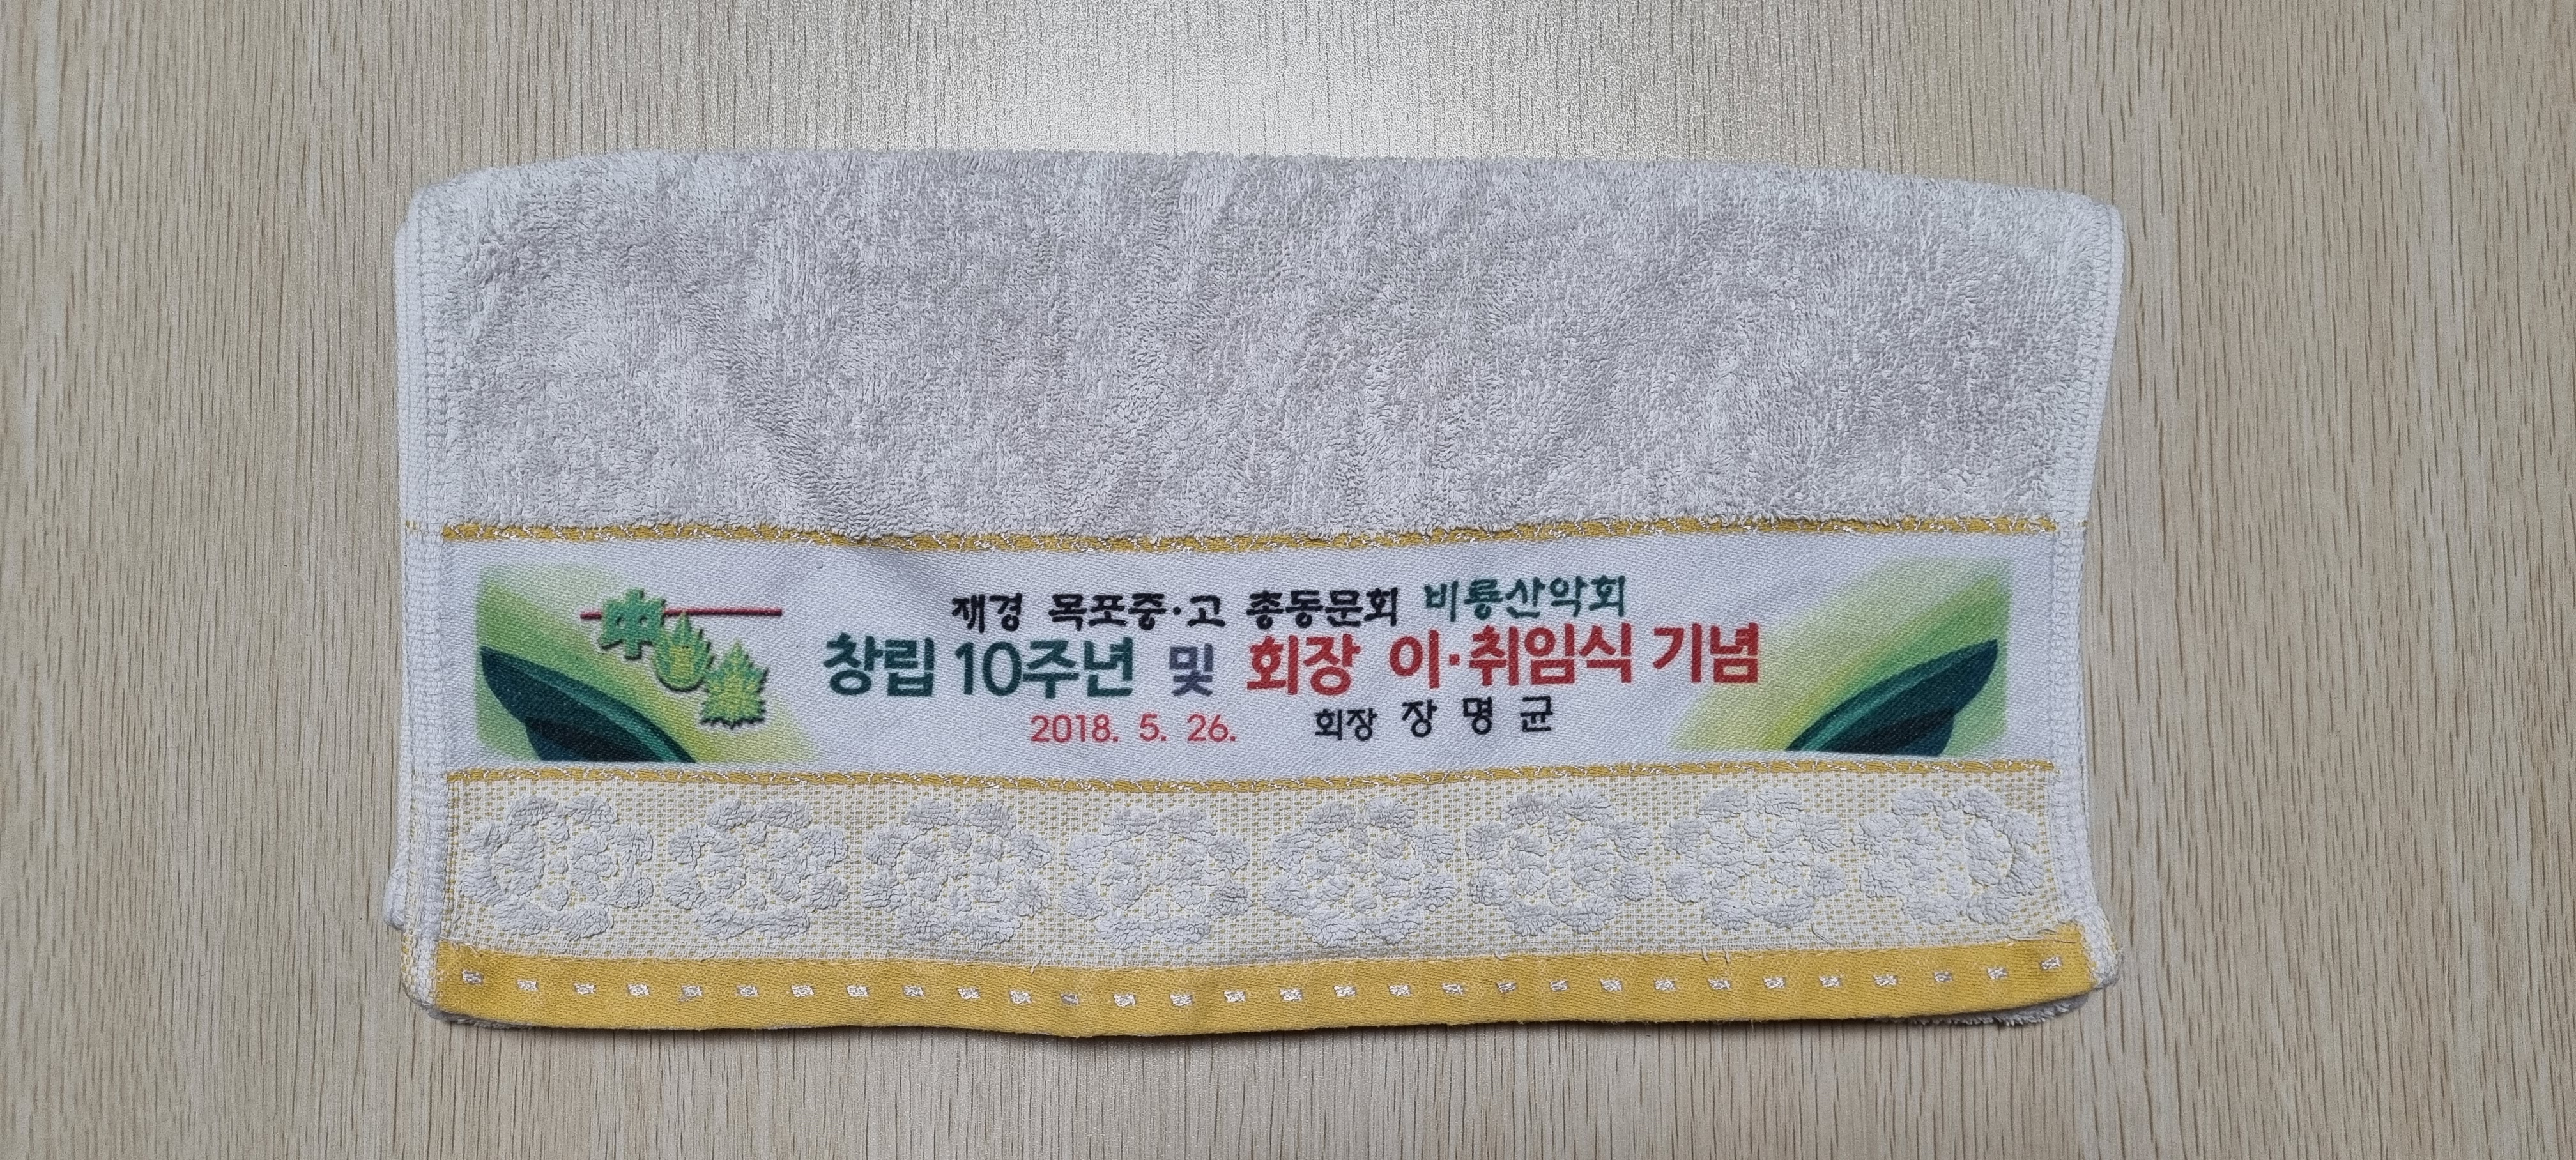 中
高
재경 목포중·고 총동문회 비룡산악회
창립 10주년 및 회장 이·취임식 기념
2018. 5. 26. 회장 장명균